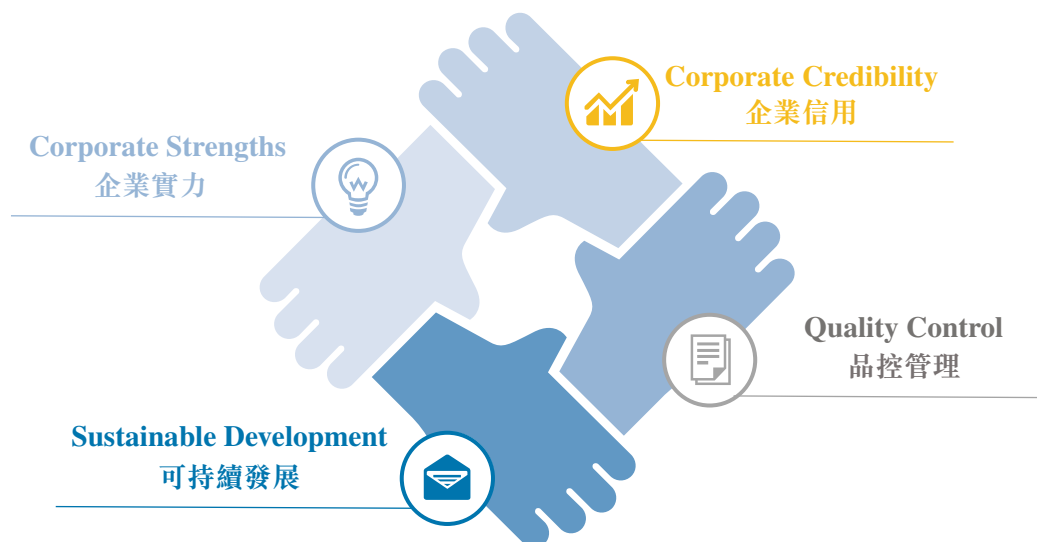 Corporate Credibility
企業信用
Corporate Strengths
企業實力
Quality Control
品控管理
Sustainable Development
可持續發展